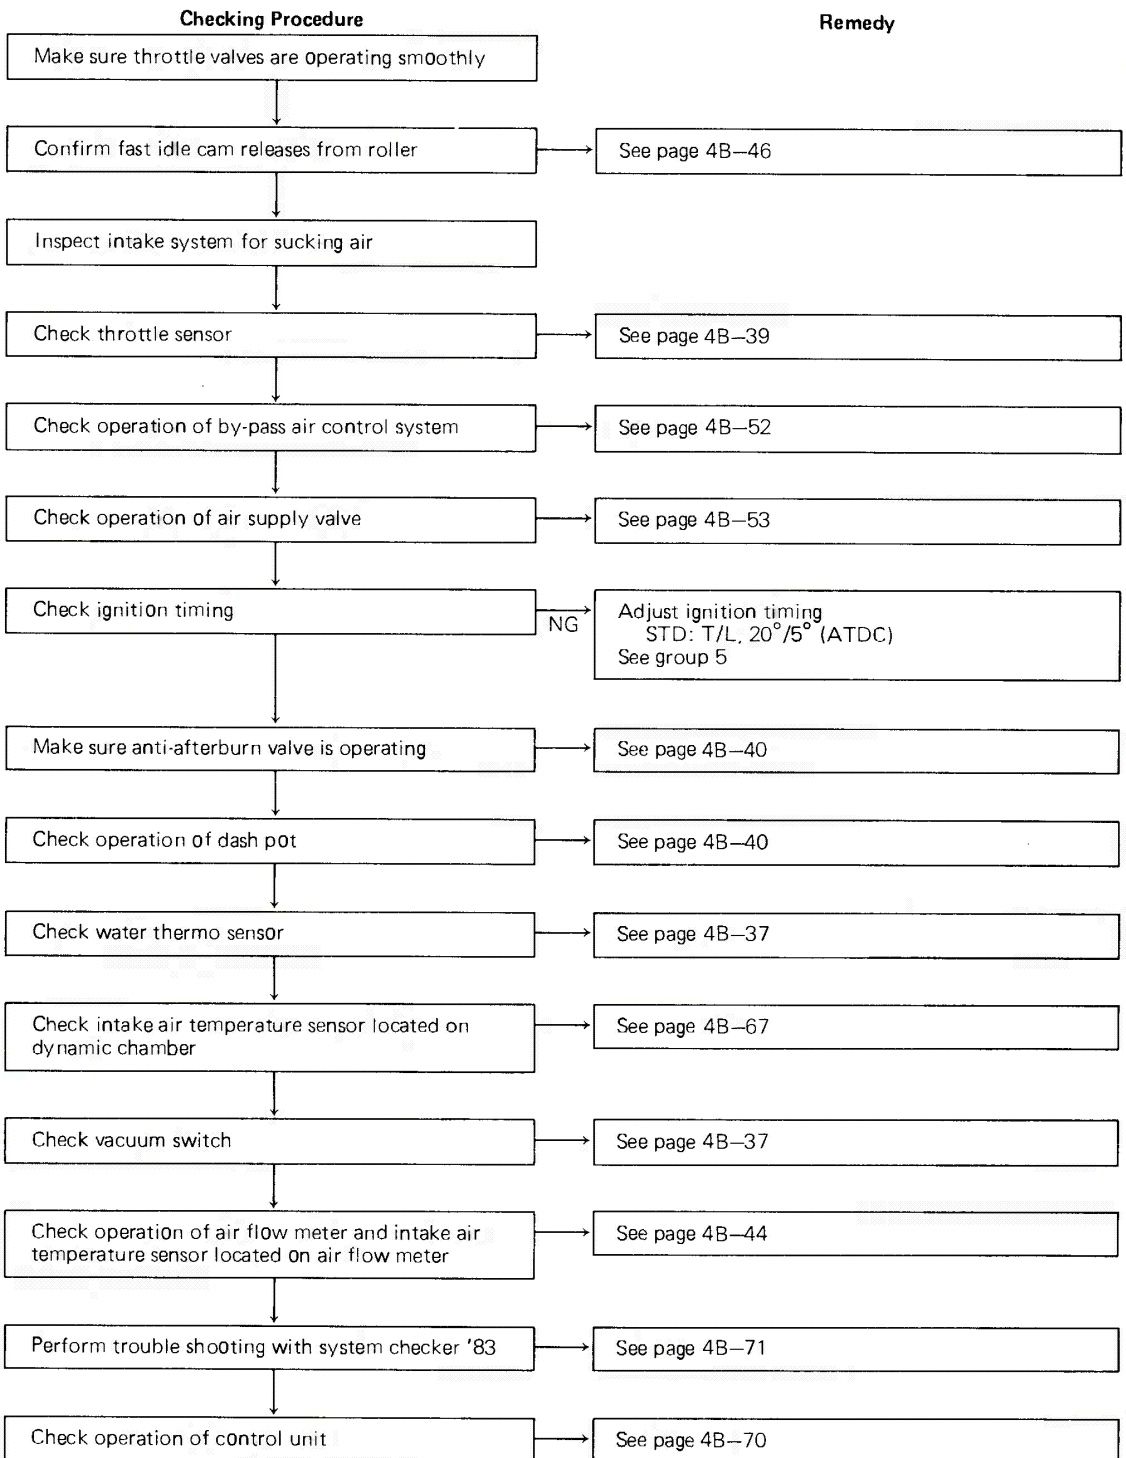 Checking Procedure
Remedy
Make sure throttle valves are operating smoothly
Confirm fast idle cam releases from roller
See page 4B—46
Inspect intake system for sucking air
Check throttle sensor
See page 4B—39
Check operation of by-pass air control system
See page 4B—52
Check operation of air supply valve
See page 4B—53
Check ignition timing
NG
Adjust ignition timing
STD: T/L, 20°/5° (ATDC)
See group 5
Make sure anti-afterburn valve is operating
See page 4B—40
Check operation of dash pot
See page 4B—40
Check water thermo sensor
See page 4B—37
Check intake air temperature sensor located on
dynamic chamber
See page 4B—67
Check vacuum switch
See page 4B—37
Check operation of air flow meter and intake air
temperature sensor located on air flow meter
See page 4B—44
Perform trouble shooting with system checker '83
See page 4B—71
Check operation of control unit
See page 4B—70